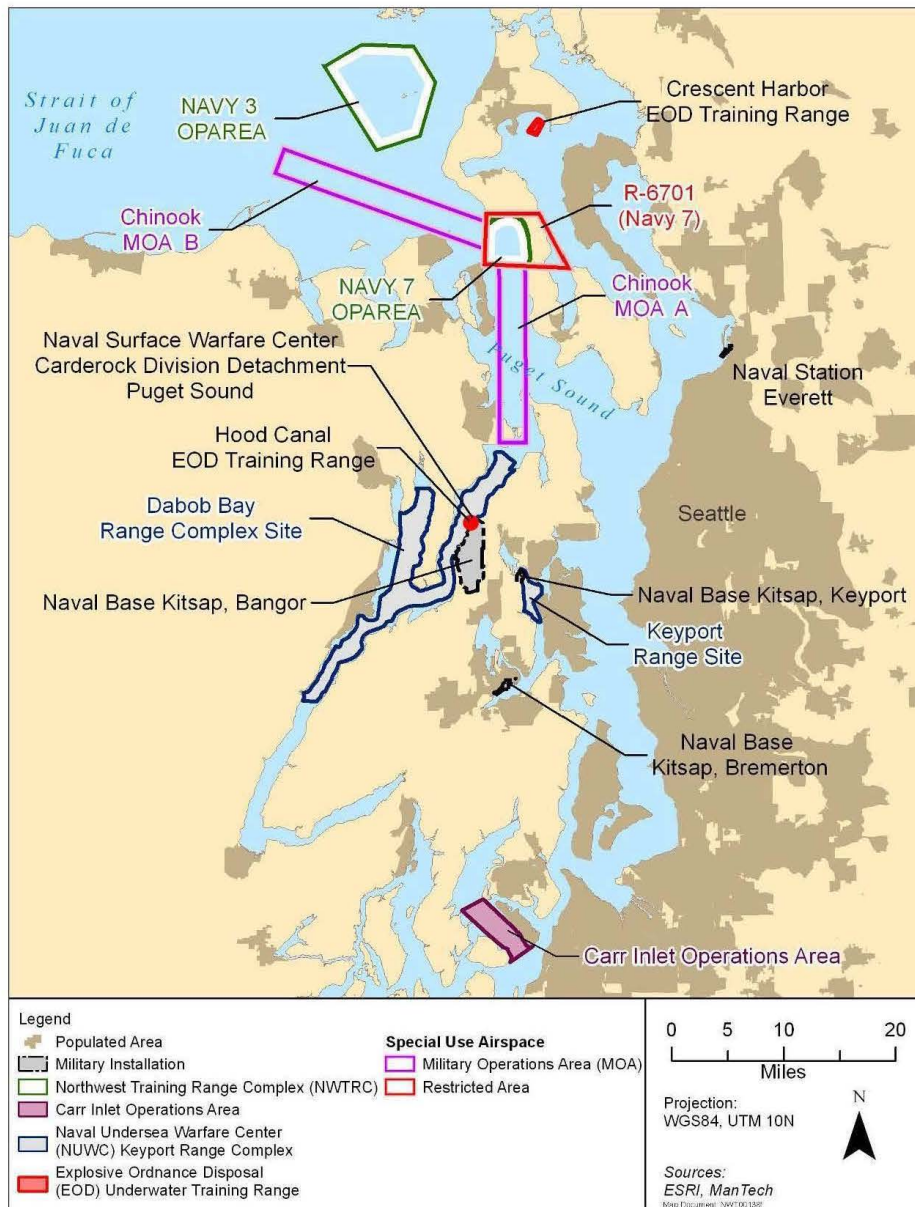 Strait of
Juan de
Fuca
NAVY 3
OPAREA
Crescent Harbor
EOD Training Range
Chinook
MOA B
R-6701
(Navy 7)
NAVY 7
OPAREA
Chinook
MOA A
Puget Sound
Naval Surface Warfare Center
Carderock Division Detachment
Puget Sound
Naval Station
Everett
Hood Canal
EOD Training Range
Dabob Bay
Range Complex Site
Seattle
Naval Base Kitsap, Bangor
Naval Base Kitsap, Keyport
Keyport
Range Site
Naval Base
Kitsap, Bremerton
Carr Inlet Operations Area
Legend
Populated Area
Military Installation
Northwest Training Range Complex (NWTRC)
Carr Inlet Operations Area
Naval Undersea Warfare Center
(NUWC) Keyport Range Complex
Explosive Ordnance Disposal
(EOD) Underwater Training Range
Special Use Airspace
Military Operations Area (MOA)
Restricted Area
0 5 10 20
Miles
Projection:
WGS84, UTM 10N
N
Sources:
ESRI, ManTech
Map Document: NWT00138